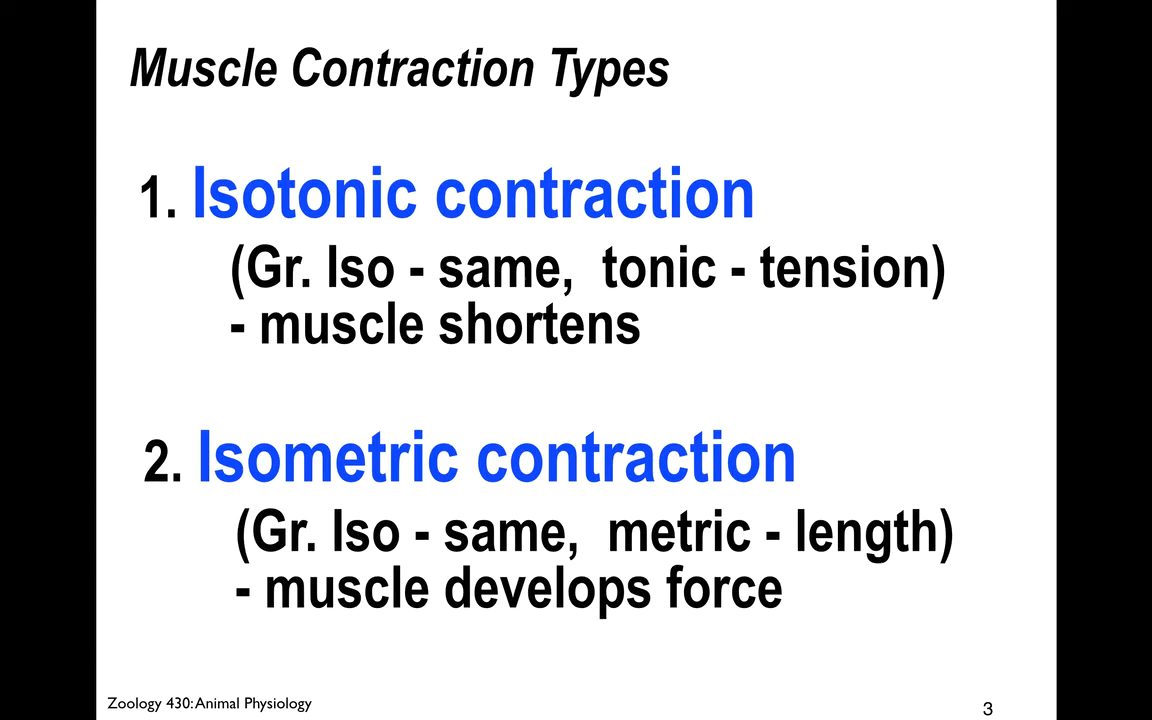 Muscle Contraction Types
1. Isotonic contraction
(Gr. Iso - same, tonic - tension)
- muscle shortens
2. Isometric contraction
(Gr. Iso - same, metric - length)
- muscle develops force
Zoology 430: Animal Physiology
3